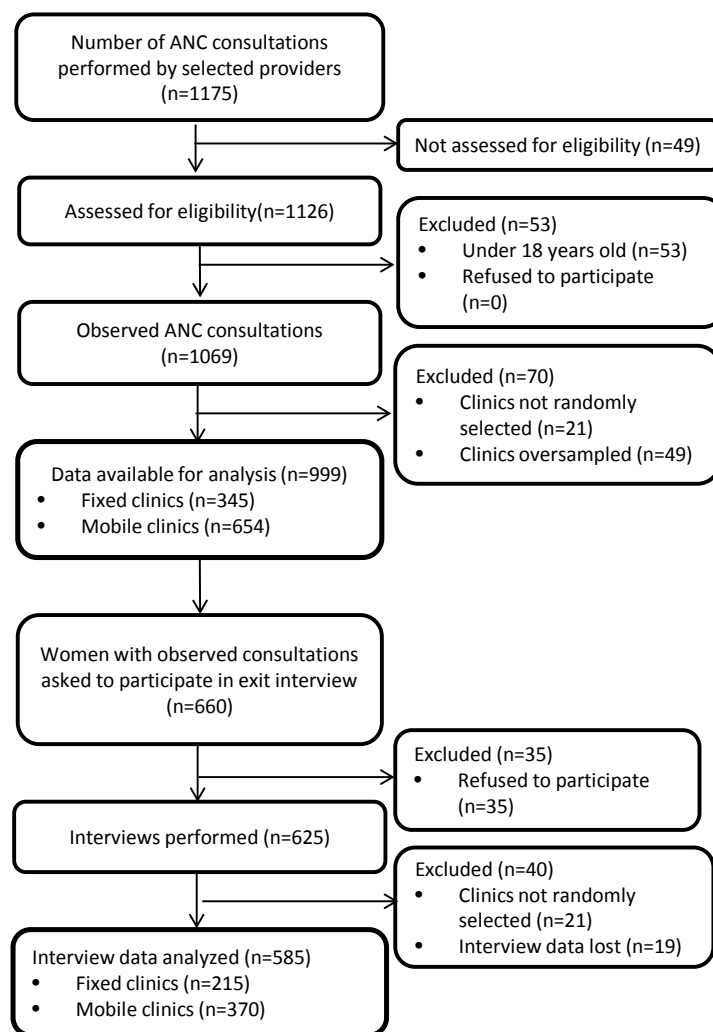 Number of ANC consultations
performed by selected providers
(n=1175)
Not assessed for eligibility (n=49)
Assessed for eligibility(n=1126)
Excluded (n=53)
• Under 18 years old (n=53)
• Refused to participate
(n=0)
Observed ANC consultations
(n=1069)
Excluded (n=70)
• Clinics not randomly
selected (n=21)
• Clinics oversampled (n=49)
Data available for analysis (n=999)
• Fixed clinics (n=345)
• Mobile clinics (n=654)
Women with observed consultations
asked to participate in exit interview
(n=660)
Excluded (n=35)
• Refused to participate
(n=35)
Interviews performed (n=625)
Excluded (n=40)
• Clinics not randomly
selected (n=21)
• Interview data lost (n=19)
Interview data analyzed (n=585)
• Fixed clinics (n=215)
• Mobile clinics (n=370)